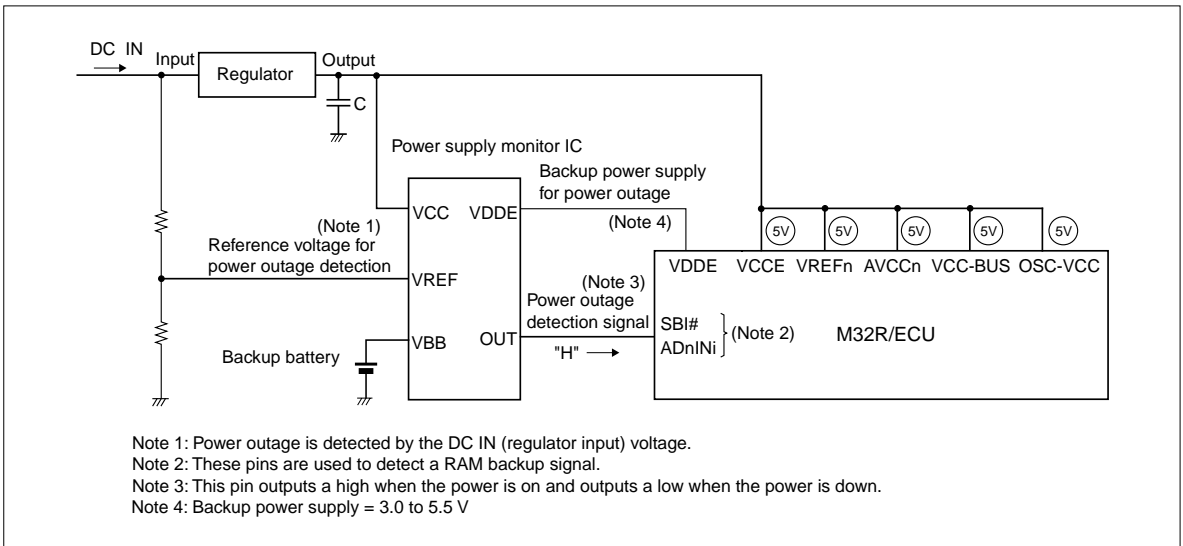 DC IN
Input
Regulator
Output
C
Power supply monitor IC
Backup power supply
for power outage
(Note 4)
(Note 1)
Reference voltage for
power outage detection
VCC
VDDE
VREF
VBB
OUT
Backup battery
(Note 3)
Power outage
detection signal
"H"
5V
5V
5V
5V
5V
VDDE
VCCE
VREFn
AVCCn
VCC-BUS
OSC-VCC
SBI#
ADnINi
(Note 2)
M32R/ECU
Note 1: Power outage is detected by the DC IN (regulator input) voltage.
Note 2: These pins are used to detect a RAM backup signal.
Note 3: This pin outputs a high when the power is on and outputs a low when the power is down.
Note 4: Backup power supply = 3.0 to 5.5 V